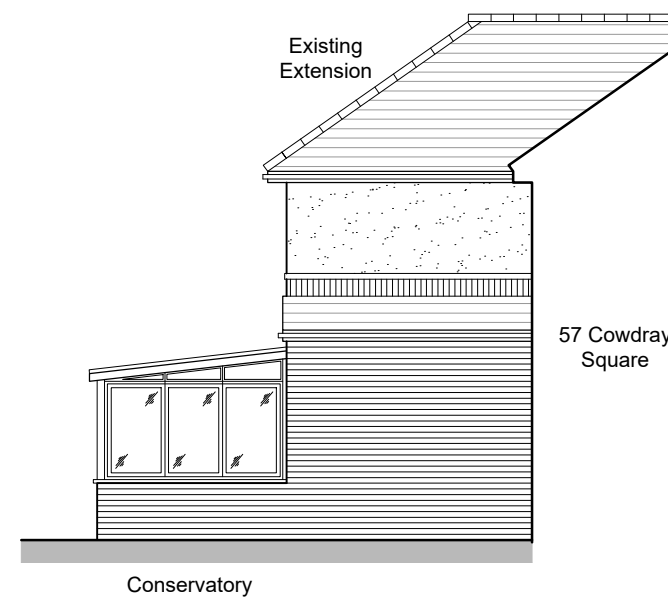 Existing
Extension
57 Cowdray
Square
Conservatory